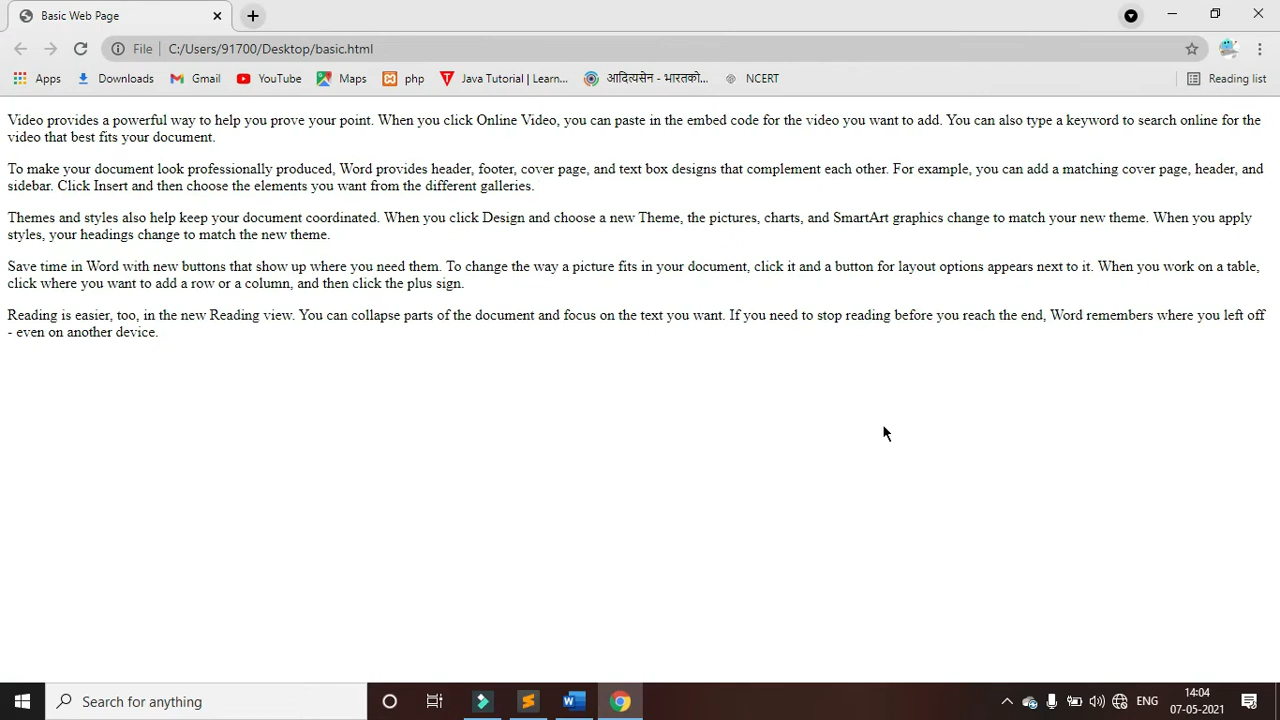 Basic Web Page
File
C:/Users/91700/Desktop/basic.html
Apps
Downloads
Gmail
YouTube
Maps
php
Java Tutorial | Learn...
आदित्यसेन - भारतको...
NCERT
Reading list
Video provides a powerful way to help you prove your point. When you click Online Video, you can paste in the embed code for the video you want to add. You can also type a keyword to search online for the
video that best fits your document.
To make your document look professionally produced, Word provides header, footer, cover page, and text box designs that complement each other. For example, you can add a matching cover page, header, and
sidebar. Click Insert and then choose the elements you want from the different galleries.
Themes and styles also help keep your document coordinated. When you click Design and choose a new Theme, the pictures, charts, and SmartArt graphics change to match your new theme. When you apply
styles, your headings change to match the new theme.
Save time in Word with new buttons that show up where you need them. To change the way a picture fits in your document, click it and a button for layout options appears next to it. When you work on a table,
click where you want to add a row or a column, and then click the plus sign.
Reading is easier, too, in the new Reading view. You can collapse parts of the document and focus on the text you want. If you need to stop reading before you reach the end, Word remembers where you left off
- even on another device.
Search for anything
ENG
14:04
07-05-2021